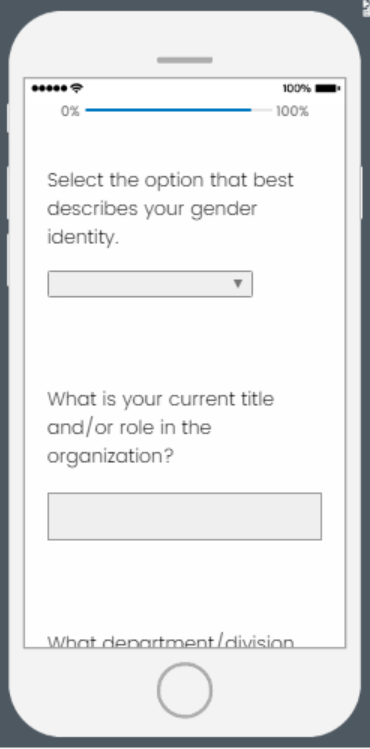 100%
0% 100%
Select the option that best
describes your gender
identity.
What is your current title
and/or role in the
organization?
What department/division